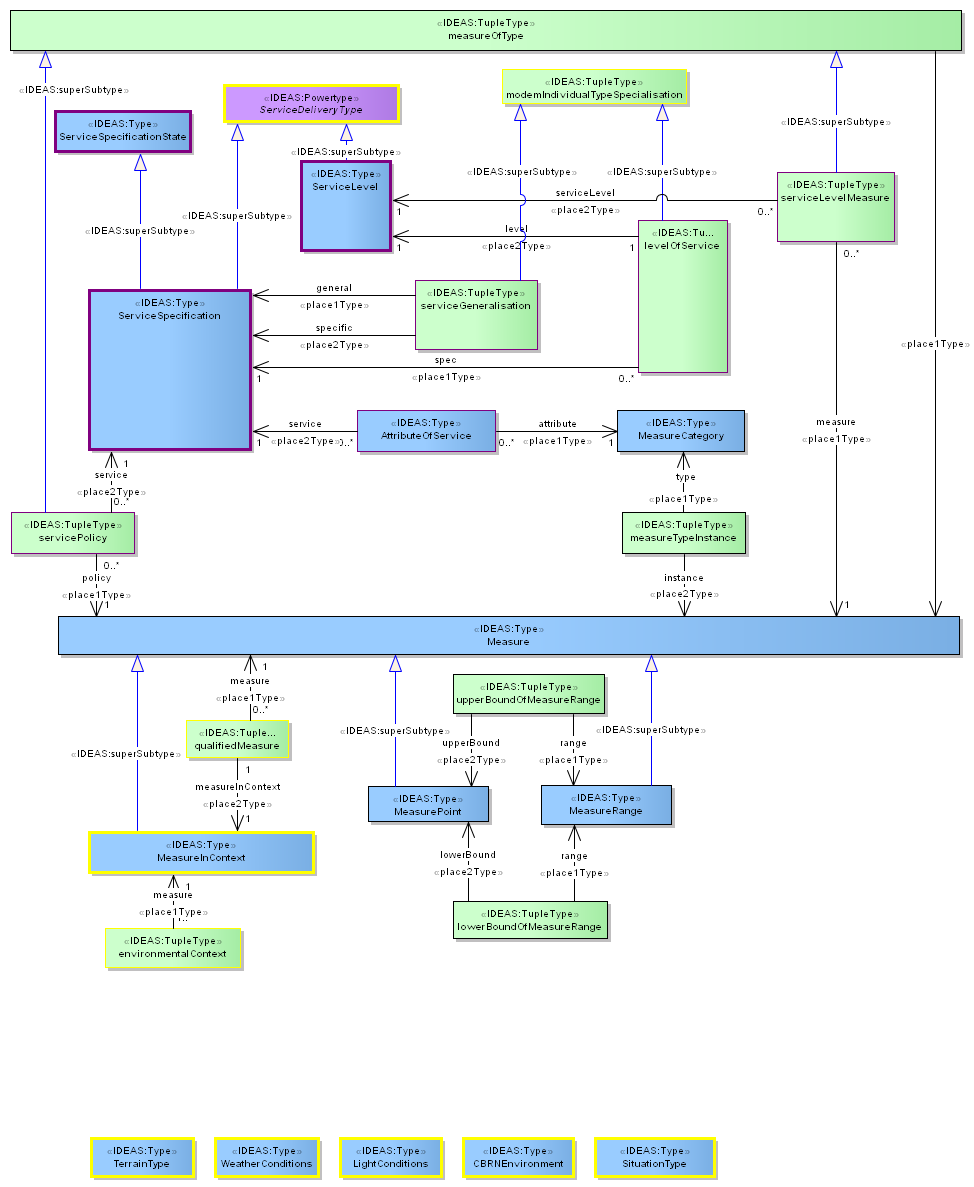 «IDEAS:TupleType»
measureOfType
«IDEAS:superSubtype»
«IDEAS:Type»
ServiceSpecificationState
«IDEAS:Powertype»
ServiceDeliveryType
«IDEAS:TupleType»
modemIndividualTypeSpecialisation
«IDEAS:superSubtype»
«IDEAS:superSubtype»
«IDEAS:Type»
ServiceLevel
«IDEAS:superSubtype»
«IDEAS:superSubtype»
«IDEAS:TupleType»
serviceLevelMeasure
serviceLevel
1
«place2Type»
0..*
«IDEAS:superSubtype»
«IDEAS:superSubtype»
level
1
«place2Type»
1
«IDEAS:Tu...
levelOfService
0..*
«IDEAS:Type»
ServiceSpecification
general
«place1Type»
«IDEAS:TupleType»
serviceGeneralisation
specific
«place2Type»
«place1Type»
spec
1
«place1Type»
0..*
service
1
«place2Type»
0..*
«IDEAS:Type»
AttributeOfService
attribute
0..*
«place1Type»
1
«IDEAS:Type»
MeasureCategory
measure
«place1Type»
1
service
«place2Type»
0..*
type
«place1Type»
«IDEAS:TupleType»
servicePolicy
«IDEAS:TupleType»
measureTypeInstance
0..*
policy
«place1Type»
1
instance
«place2Type»
1
«IDEAS:Type»
Measure
1
measure
«place1Type»
0..*
«IDEAS:TupleType»
upperBoundOfMeasureRange
«IDEAS:Tuple...
qualifiedMeasure
«IDEAS:superSubtype»
«IDEAS:superSubtype»
«IDEAS:superSubtype»
upperBound
«place2Type»
range
«place1Type»
1
measureInContext
«place2Type»
1
«IDEAS:Type»
MeasurePoint
«IDEAS:Type»
MeasureRange
«IDEAS:Type»
MeasureInContext
lowerBound
«place2Type»
range
«place1Type»
1
measure
«place1Type»
«IDEAS:TupleType»
lowerBoundOfMeasureRange
«IDEAS:TupleType»
environmentalContext
«IDEAS:Type»
TerrainType
«IDEAS:Type»
WeatherConditions
«IDEAS:Type»
LightConditions
«IDEAS:Type»
CBRNEnvironment
«IDEAS:Type»
SituationType